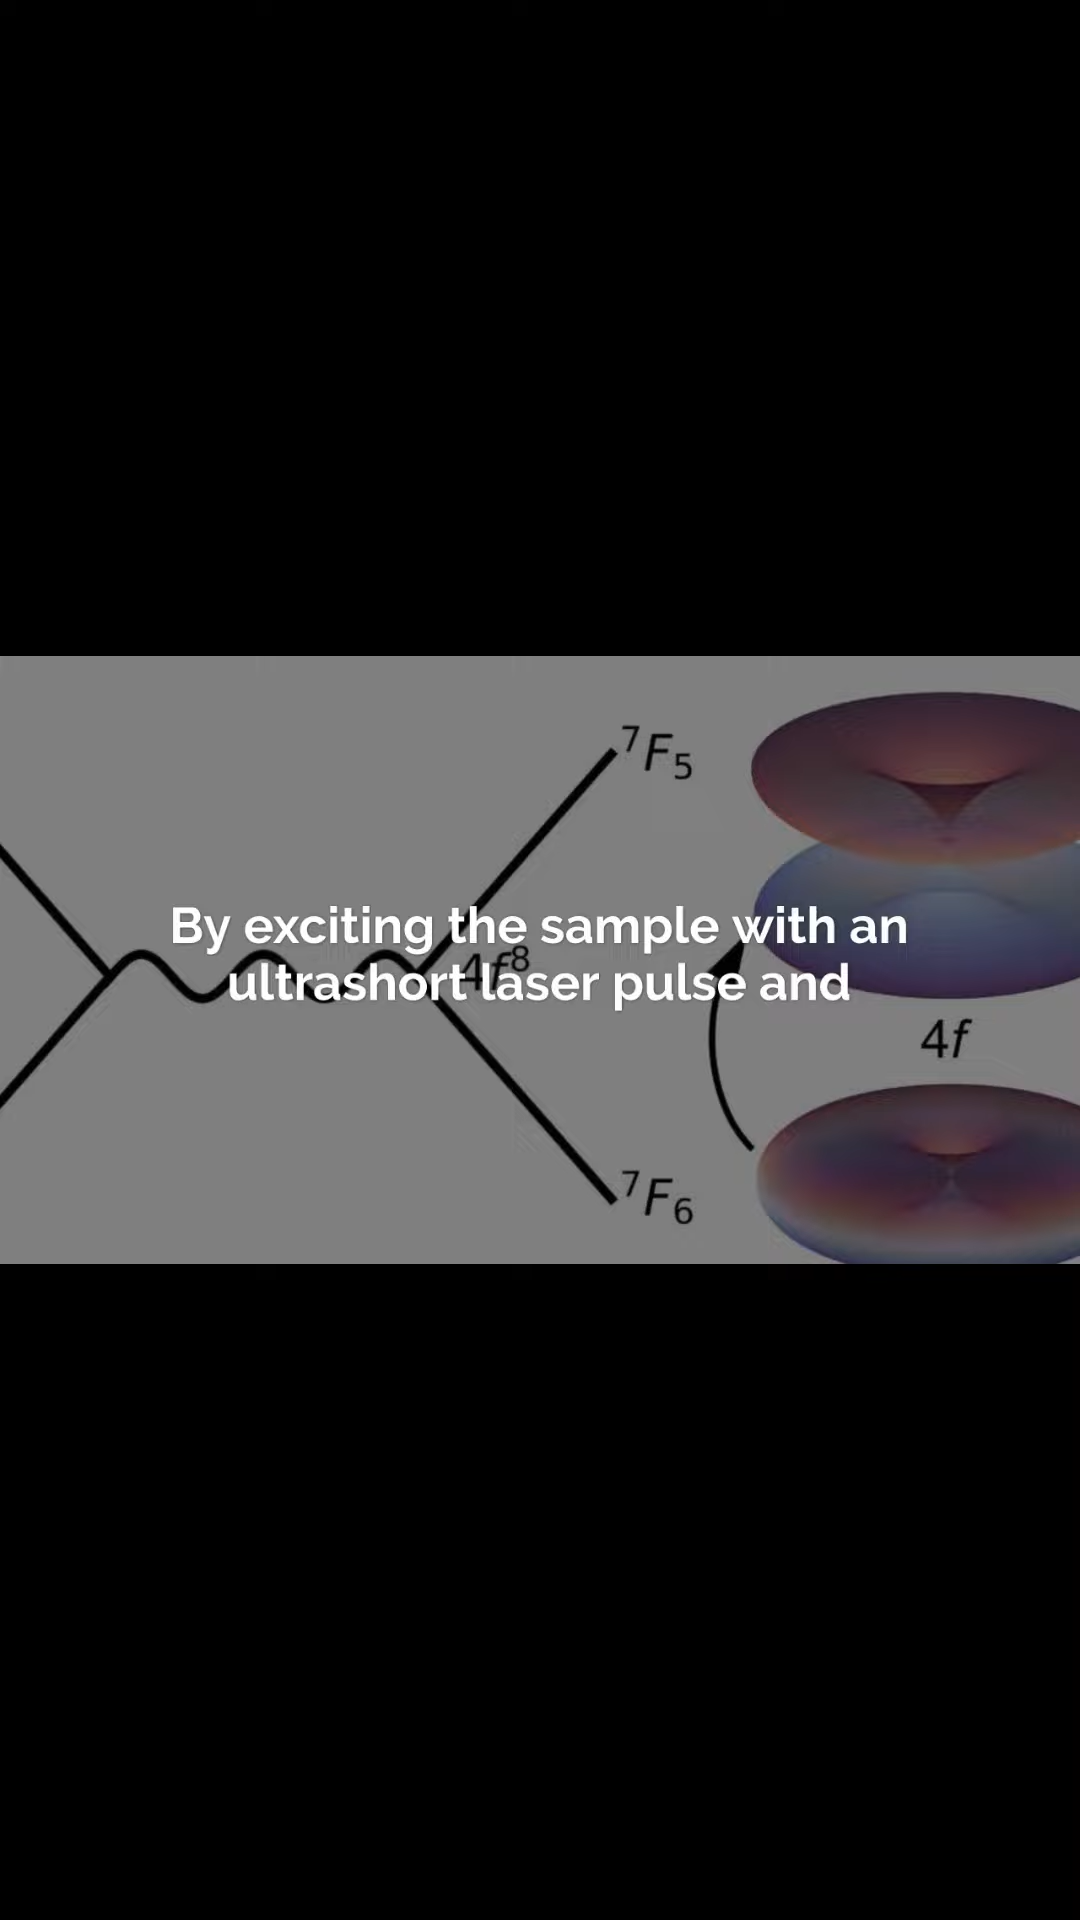 ⁷F₅
By exciting the sample with an
4f⁸
ultrashort laser pulse and
4f
⁷F₆